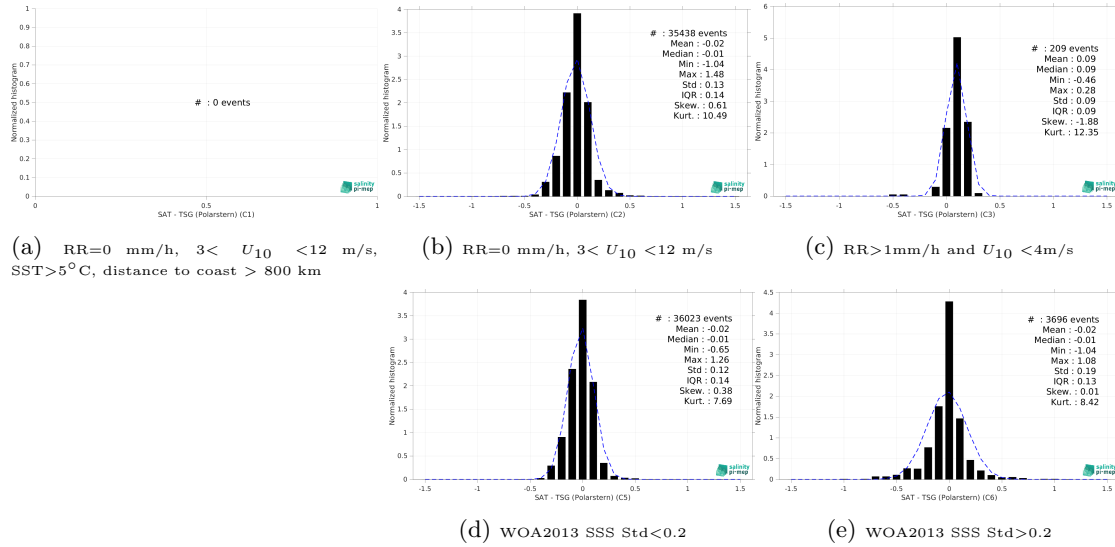 1
0.9
0.8
0.7
0.6
0.5
0.4
0.3
0.2
0.1
0
Normalized histogram
# : 0 events
salinity
pi-mep
0 0.5 1
SAT - TSG (Polarstern) (C1)
(a) RR=0 mm/h, 3< U10 <12 m/s,
SST>5°C, distance to coast > 800 km
4
3.5
3
2.5
2
1.5
1
0.5
0
Normalized histogram
# : 35438 events
Mean : -0.02
Median : -0.01
Min : -1.04
Max : 1.48
Std : 0.13
IQR : 0.14
Skew. : 0.61
Kurt. : 10.49
salinity
pi-mep
-1.5 -1 -0.5 0 0.5 1 1.5
SAT - TSG (Polarstern) (C2)
(b) RR=0 mm/h, 3< U10 <12 m/s
6
5
4
3
2
1
0
Normalized histogram
# : 209 events
Mean : 0.09
Median : 0.09
Min : -0.46
Max : 0.28
Std : 0.09
IQR : 0.09
Skew. : -1.88
Kurt. : 12.35
salinity
pi-mep
-1.5 -1 -0.5 0 0.5 1 1.5
SAT - TSG (Polarstern) (C3)
(c) RR>1mm/h and U10 <4m/s
4
3.5
3
2.5
2
1.5
1
0.5
0
Normalized histogram
# : 36023 events
Mean : -0.02
Median : -0.01
Min : -0.65
Max : 1.26
Std : 0.12
IQR : 0.14
Skew. : 0.38
Kurt. : 7.69
salinity
pi-mep
-1.5 -1 -0.5 0 0.5 1 1.5
SAT - TSG (Polarstern) (C5)
(d) WOA2013 SSS Std<0.2
4.5
4
3.5
3
2.5
2
1.5
1
0.5
0
Normalized histogram
# : 3696 events
Mean : -0.02
Median : -0.01
Min : -1.04
Max : 1.08
Std : 0.19
IQR : 0.13
Skew. : 0.01
Kurt. : 8.42
salinity
pi-mep
-1.5 -1 -0.5 0 0.5 1 1.5
SAT - TSG (Polarstern) (C6)
(e) WOA2013 SSS Std>0.2